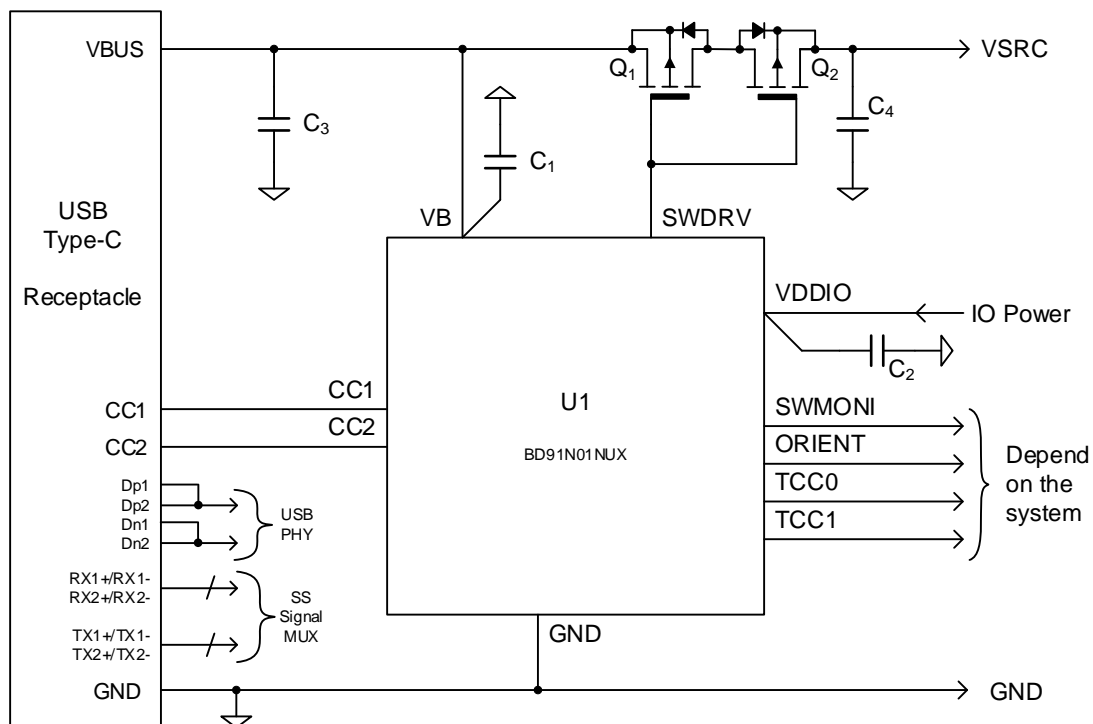 VBUS
Q1
Q2
VSRC
C3
C1
C4
USB
Type-C
Receptacle
VB
SWDRV
VDDIO
IO Power
C2
CC1
CC2
CC1
CC2
U1
BD91N01NUX
SWMONI
ORIENT
TCC0
TCC1
Depend
on the
system
Dp1
Dp2
Dn1
Dn2
USB
PHY
RX1+/RX1-
RX2+/RX2-
TX1+/TX1-
TX2+/TX2-
SS
Signal
MUX
GND
GND
GND